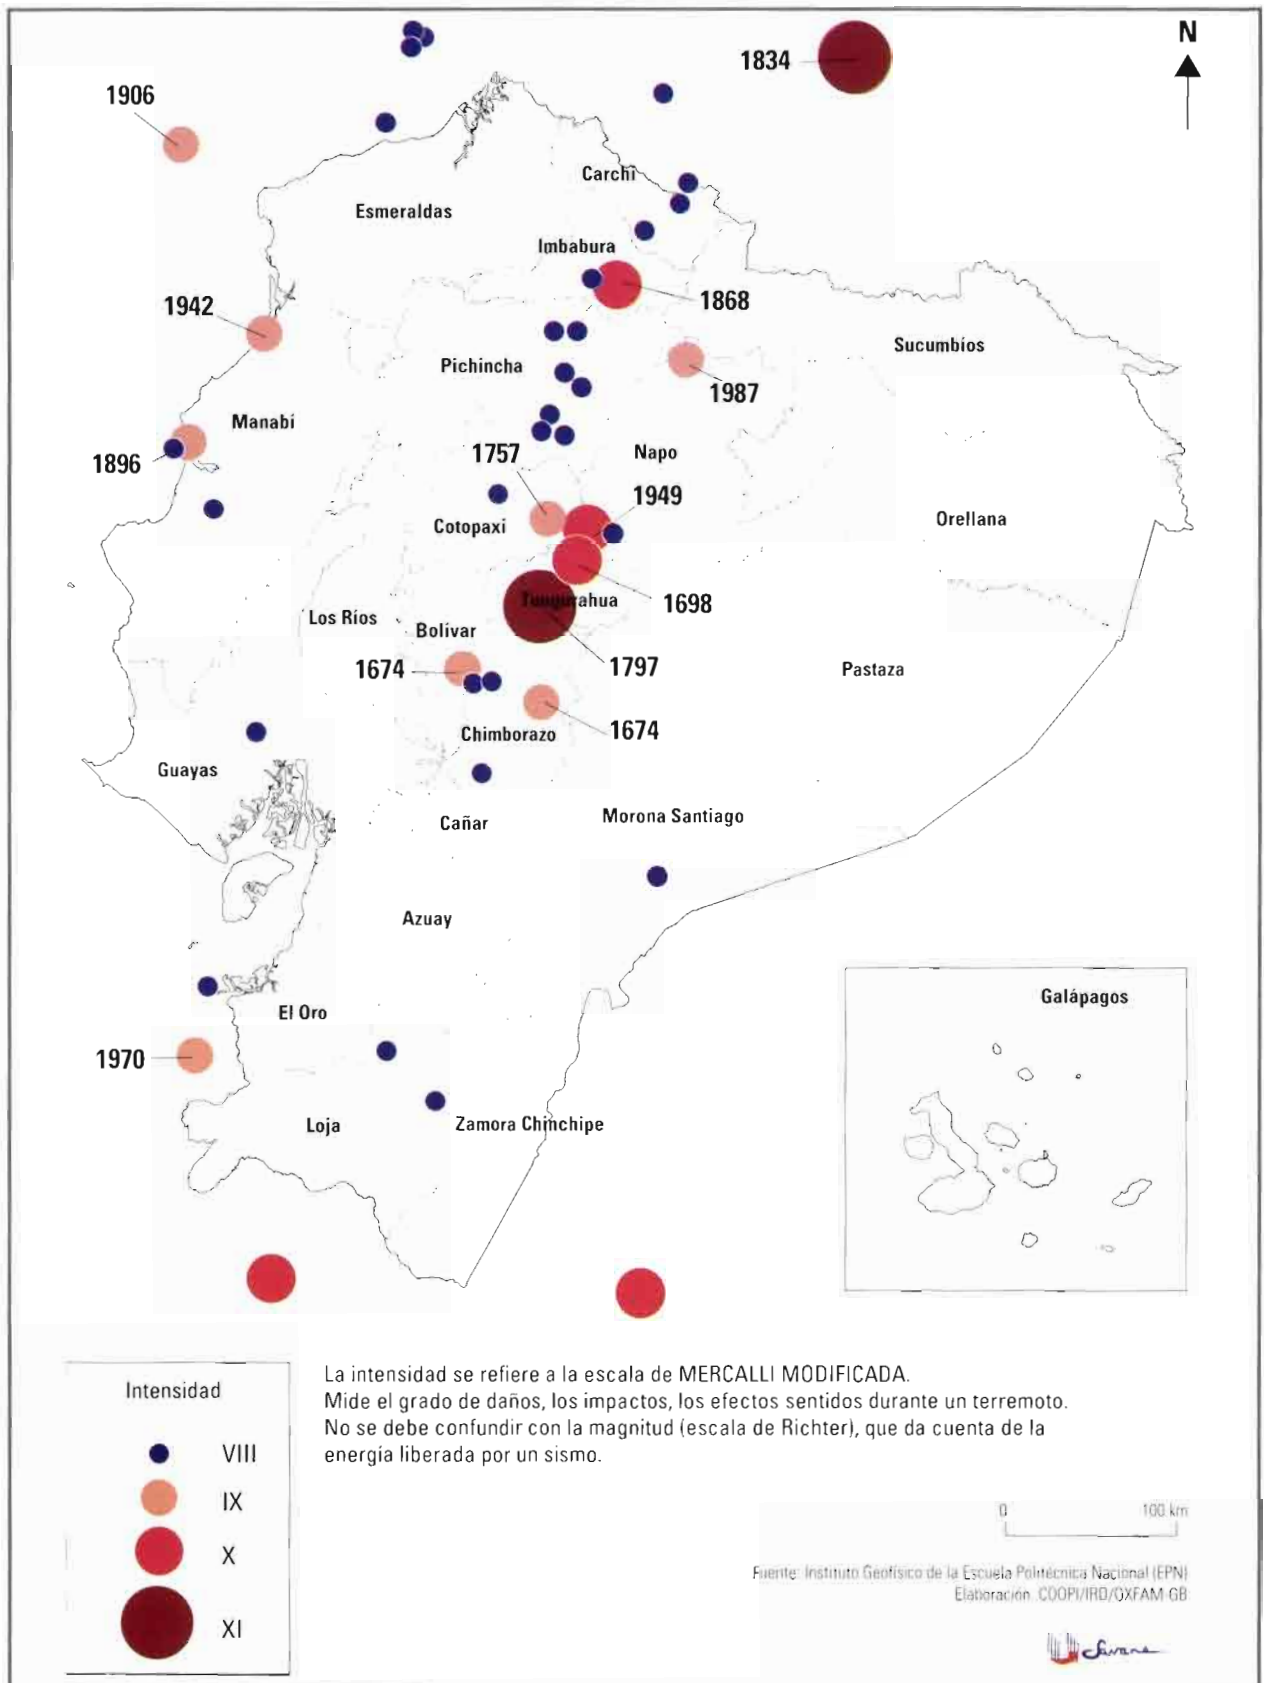 N
1834
1906
Carchi
Esmeraldas
Imbabura
1942
1868
Sucumbíos
Pichincha
1987
Manabí
1896
1757
Napo
1949
Cotopaxi
Orellana
Tungurahua
1698
Los Ríos
Bolívar
1674
1797
Pastaza
1674
Chimborazo
Guayas
Cañar
Morona Santiago
Azuay
Galápagos
El Oro
1970
Loja
Zamora Chinchipe
La intensidad se refiere a la escala de MERCALLI MODIFICADA.
Mide el grado de daños, los impactos, los efectos sentidos durante un terremoto.
No se debe confundir con la magnitud (escala de Richter), que da cuenta de la
energía liberada por un sismo.
Intensidad
VIII
IX
X
XI
0 100 km
Fuente: Instituto Geofísico de la Escuela Politécnica Nacional (EPN)
Elaboración: COOPI/IRD/OXFAM-GB
Savane